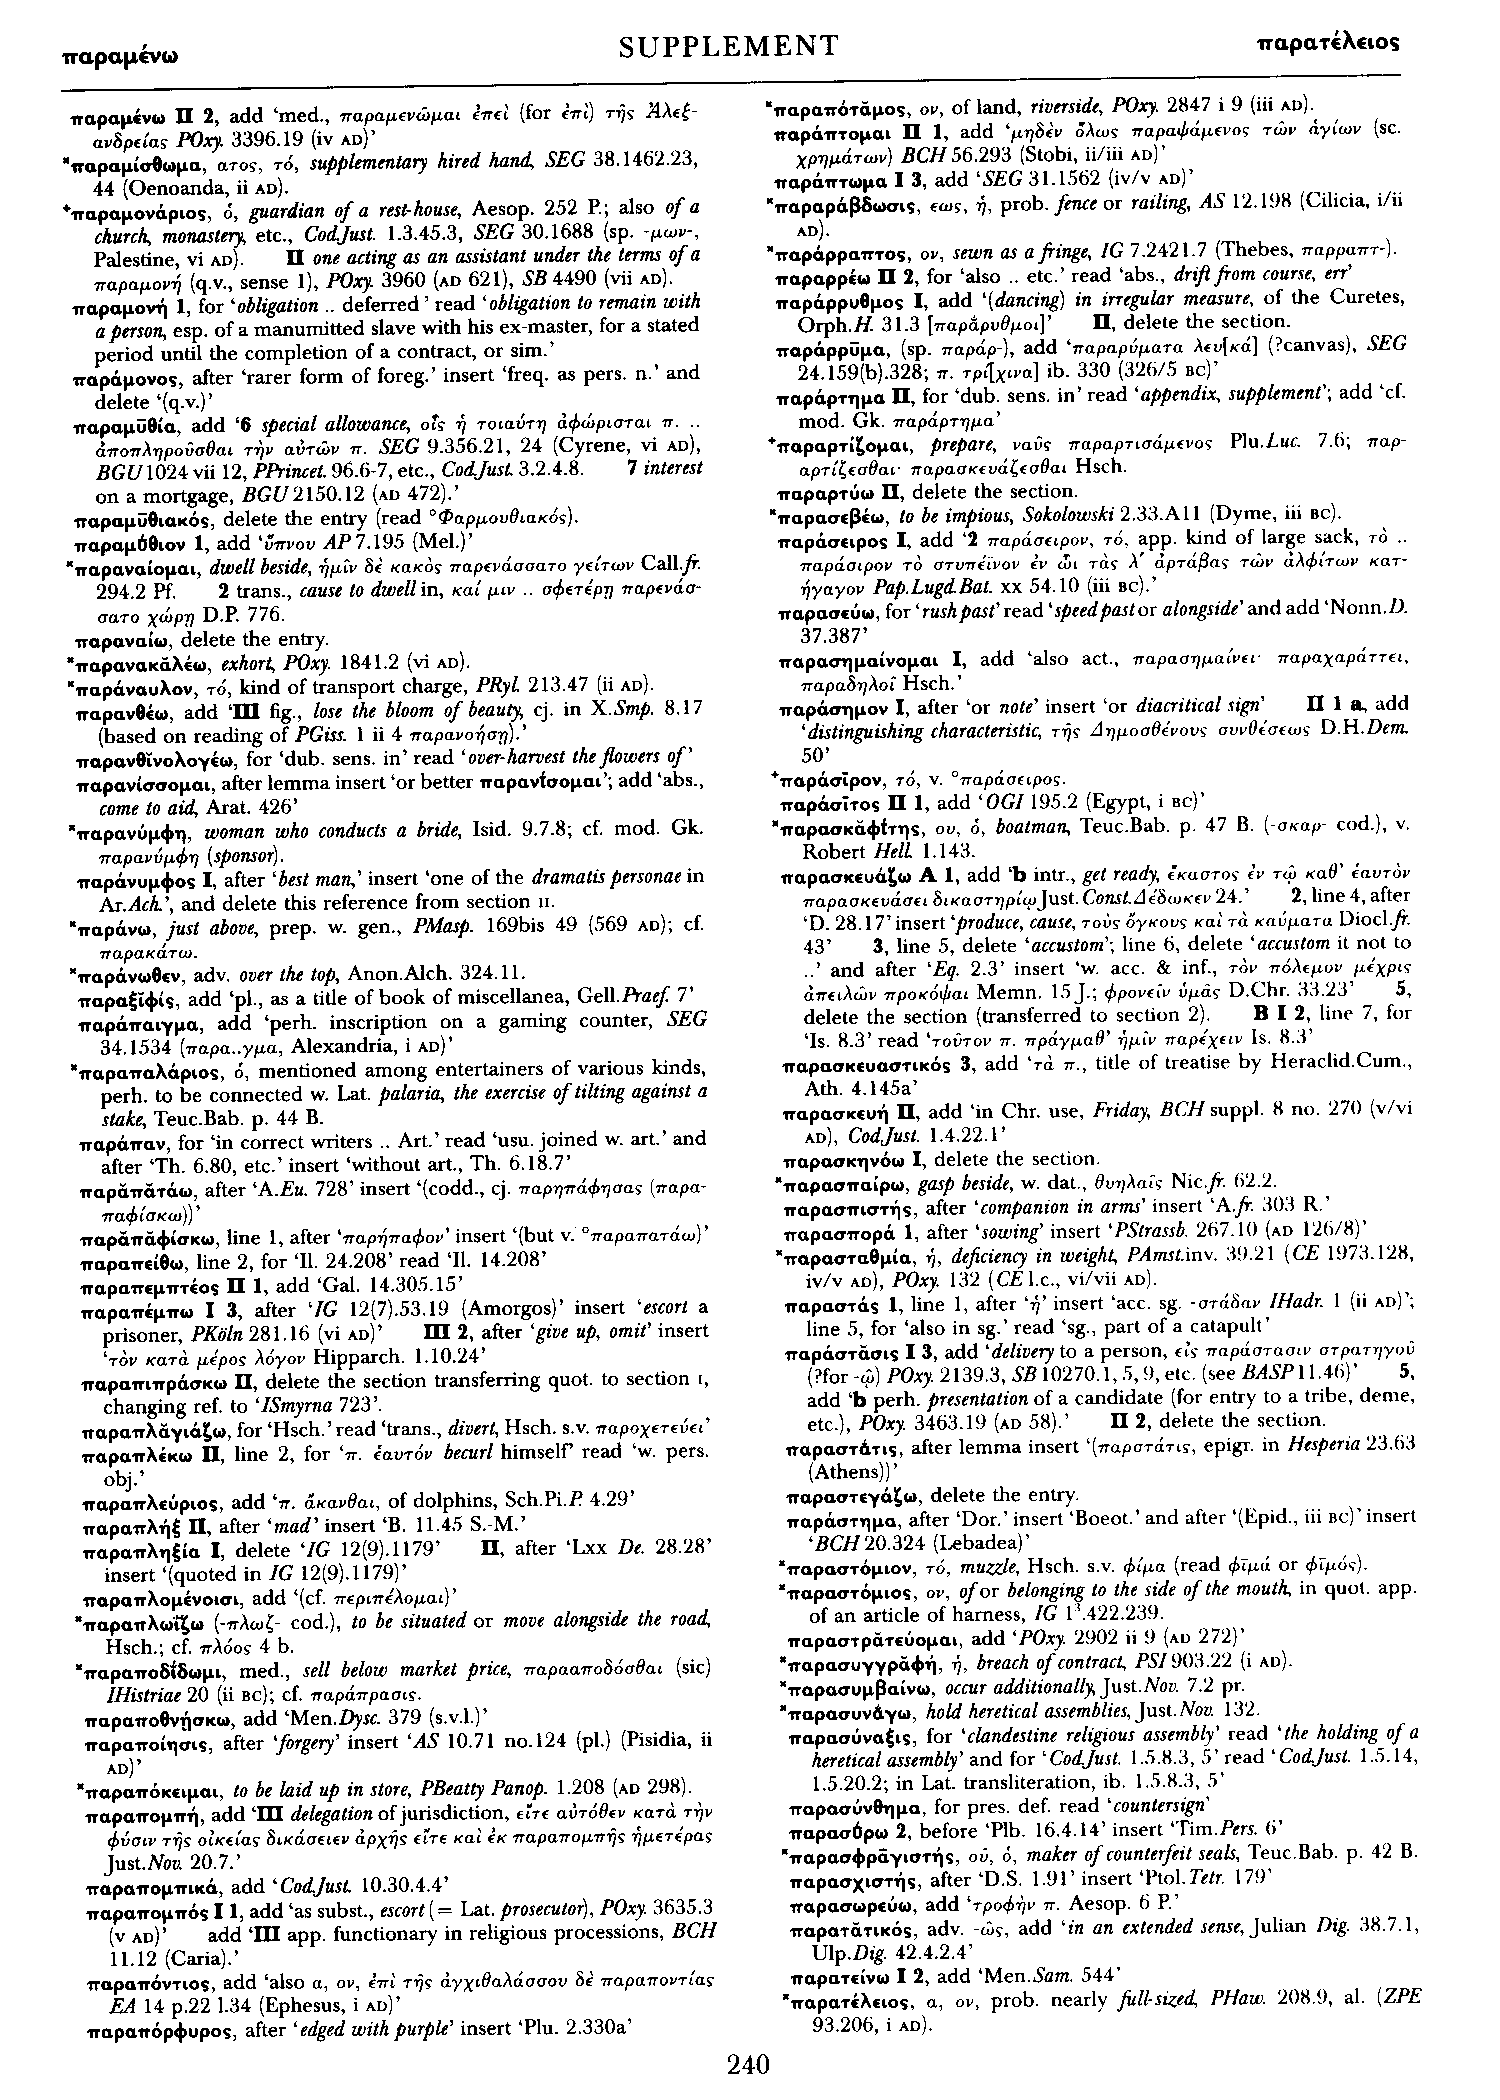 παραμένω
SUPPLEMENT
παρατέλειος
παραμένω II 2, add ‘med., παραμενῶμαι ἐπεὶ (for ἐπὶ) τῆς Ἀλεξ-
ανδρείας POxy. 3396.19 (iv AD)’
*παραμίσθωμα, ατος, τό, supplementary hired hand, SEG 38.1462.23,
44 (Oenoanda, ii AD).
⁺παραμονάριος, ὁ, guardian of a rest-house, Aesop. 252 P.; also of a
church, monastery, etc., Cod.Just. 1.3.45.3, SEG 30.1688 (sp. -μων-,
Palestine, vi AD). II one acting as an assistant under the terms of a
παραμονή (q.v., sense 1), POxy. 3960 (AD 621), SB 4490 (vii AD).
παραμονή 1, for ‘obligation .. deferred’ read ‘obligation to remain with
a person, esp. of a manumitted slave with his ex-master, for a stated
period until the completion of a contract, or sim.’
παράμονος, after ‘rarer form of foreg.’ insert ‘freq. as pers. n.’ and
delete ‘(q.v.)’
παραμῡθία, add ‘6 special allowance, οἷς ἡ τοιαύτη ἀφώρισται π. ..
ἀποπληροῦσθαι τὴν αὐτῶν π. SEG 9.356.21, 24 (Cyrene, vi AD),
BGU 1024 vii 12, PPrincet. 96.6-7, etc., Cod.Just. 3.2.4.8. 7 interest
on a mortgage, BGU 2150.12 (AD 472).’
παραμῡθιακός, delete the entry (read °Φαρμουθιακός).
παραμύθιον 1, add ‘ὕπνου AP 7.195 (Mel.)’
*παραναίομαι, dwell beside, ἡμῖν δὲ κακὸς παρενάσσατο γείτων Call.fr.
294.2 Pf. 2 trans., cause to dwell in, καί μιν .. σφετέρῃ παρενάσ-
σατο χώρῃ D.P. 776.
παραναίω, delete the entry.
*παρανακᾰλέω, exhort, POxy. 1841.2 (vi AD).
*παράναυλον, τό, kind of transport charge, PRyl. 213.47 (ii AD).
παρανθέω, add ‘III fig., lose the bloom of beauty, cj. in X.Smp. 8.17
(based on reading of PGiss. 1 ii 4 παρανοήσῃ).’
παρανθῐνολογέω, for ‘dub. sens. in’ read ‘over-harvest the flowers of’
παρανίσσομαι, after lemma insert ‘or better παρανίσομαι’; add ‘abs.,
come to aid, Arat. 426’
*παρανύμφη, woman who conducts a bride, Isid. 9.7.8; cf. mod. Gk.
παρανύμφη (sponsor).
παράνυμφος I, after ‘best man,’ insert ‘one of the dramatis personae in
Ar.Ach.’, and delete this reference from section II.
*παράνω, just above, prep. w. gen., PMasp. 169bis 49 (569 AD); cf.
παρακάτω.
*παράνωθεν, adv. over the top, Anon.Alch. 324.11.
παραξῐφίς, add ‘pl., as a title of book of miscellanea, Gell.Praef. 7’
παράπαιγμα, add ‘perh. inscription on a gaming counter, SEG
34.1534 (παρα..γμα, Alexandria, i AD)’
*παραπαλάριος, ὁ, mentioned among entertainers of various kinds,
perh. to be connected w. Lat. palaria, the exercise of tilting against a
stake, Teuc.Bab. p. 44 B.
παράπαν, for ‘in correct writers .. Art.’ read ‘usu. joined w. art.’ and
after ‘Th. 6.80, etc.’ insert ‘without art., Th. 6.18.7’
παρᾰπᾰτάω, after ‘A.Eu. 728’ insert ‘(codd., cj. παρηπάφησας (παρα-
παφίσκω))’
παρᾰπᾰφίσκω, line 1, after ‘παρήπαφον’ insert ‘(but v. °παραπατάω)’
παραπείθω, line 2, for ‘Il. 24.208’ read ‘Il. 14.208’
παραπεμπτέος II 1, add ‘Gal. 14.305.15’
παραπέμπω I 3, after ‘IG 12(7).53.19 (Amorgos)’ insert ‘escort a
prisoner, PKöln 281.16 (vi AD)’ III 2, after ‘give up, omit’ insert
‘τὸν κατὰ μέρος λόγον Hipparch. 1.10.24’
παραπιπράσκω II, delete the section transferring quot. to section I,
changing ref. to ‘ISmyrna 723’.
παραπλᾰγιάζω, for ‘Hsch.’ read ‘trans., divert, Hsch. s.v. παροχετεύει’
παραπλέκω II, line 2, for ‘π. ἑαυτόν becurl himself’ read ‘w. pers.
obj.’
παραπλεύριος, add ‘π. ἄκανθαι, of dolphins, Sch.Pi.P. 4.29’
παραπλήξ II, after ‘mad’ insert ‘B. 11.45 S.-M.’
παραπληξία I, delete ‘IG 12(9).1179’ II, after ‘Lxx De. 28.28’
insert ‘(quoted in IG 12(9).1179)’
παραπλομένοισι, add ‘(cf. περιπέλομαι)’
*παραπλωΐζω (-πλωζ- cod.), to be situated or move alongside the road,
Hsch.; cf. πλόος 4 b.
*παραποδίδωμι, med., sell below market price, παρααποδόσθαι (sic)
IHistriae 20 (ii BC); cf. παράπρασις.
παραποθνῄσκω, add ‘Men.Dysc. 379 (s.v.l.)’
παραποίησις, after ‘forgery’ insert ‘AS 10.71 no.124 (pl.) (Pisidia, ii
AD)’
*παραπόκειμαι, to be laid up in store, PBeatty Panop. 1.208 (AD 298).
παραπομπή, add ‘III delegation of jurisdiction, εἴτε αὐτόθεν κατὰ τὴν
φύσιν τῆς οἰκείας δικάσειεν ἀρχῆς εἴτε καὶ ἐκ παραπομπῆς ἡμετέρας
Just.Nov. 20.7.’
παραπομπικά, add ‘Cod.Just. 10.30.4.4’
παραπομπός I 1, add ‘as subst., escort (= Lat. prosecutor), POxy. 3635.3
(v AD)’ add ‘III app. functionary in religious processions, BCH
11.12 (Caria).’
παραπόντιος, add ‘also α, ον, ἐπὶ τῆς ἀγχιθαλάσσου δὲ παραποντίας
EA 14 p.22 l.34 (Ephesus, i AD)’
παραπόρφυρος, after ‘edged with purple’ insert ‘Plu. 2.330a’
*παραπότᾰμος, ον, of land, riverside, POxy. 2847 i 9 (iii AD).
παράπτομαι II 1, add ‘μηδὲν ὅλως παραψάμενος τῶν ἁγίων (sc.
χρημάτων) BCH 56.293 (Stobi, ii/iii AD)’
παράπτωμα I 3, add ‘SEG 31.1562 (iv/v AD)’
*παραράβδωσις, εως, ἡ, prob. fence or railing, AS 12.198 (Cilicia, i/ii
AD).
*παράρραπτος, ον, sewn as a fringe, IG 7.2421.7 (Thebes, παρραπτ-).
παραρρέω II 2, for ‘also .. etc.’ read ‘abs., drift from course, err’
παράρρυθμος I, add ‘(dancing) in irregular measure, of the Curetes,
Orph.H. 31.3 [παρᾰρυθμοι]’ II, delete the section.
παράρρῡμα, (sp. παράρ-), add ‘παραρύματα λευ[κά] (?canvas), SEG
24.159(b).328; π. τρί[χινα] ib. 330 (326/5 BC)’
παράρτημα II, for ‘dub. sens. in’ read ‘appendix, supplement’; add ‘cf.
mod. Gk. παράρτημα’
⁺παραρτίζομαι, prepare, ναῦς παραρτισάμενος Plu.Luc. 7.6; παρ-
αρτίζεσθαι· παρασκευάζεσθαι Hsch.
παραρτύω II, delete the section.
*παρασεβέω, to be impious, Sokolowski 2.33.A11 (Dyme, iii BC).
παράσειρος I, add ‘2 παράσειρον, τό, app. kind of large sack, τὸ ..
παράσιρον τὸ στυπέϊνον ἐν ὧι τὰς λʹ ἀρτάβας τῶν ἀλφίτων κατ-
ήγαγον Pap.Lugd.Bat. xx 54.10 (iii BC).’
παρασεύω, for ‘rush past’ read ‘speed past or alongside’ and add ‘Nonn.D.
37.387’
παρασημαίνομαι I, add ‘also act., παρασημαίνει· παραχαράττει,
παραδηλοῖ Hsch.’
παράσημον I, after ‘or note’ insert ‘or diacritical sign’ II 1 a, add
‘distinguishing characteristic, τῆς Δημοσθένους συνθέσεως D.H.Dem.
50’
⁺παράσῑρον, τό, v. °παράσειρος.
παράσῑτος II 1, add ‘OGI 195.2 (Egypt, i BC)’
*παρασκᾰφίτης, ου, ὁ, boatman, Teuc.Bab. p. 47 B. (-σκαρ- cod.), v.
Robert Hell. 1.143.
παρασκευάζω A 1, add ‘b intr., get ready, ἕκαστος ἐν τῷ καθ’ ἑαυτὸν
παρασκευάσει δικαστηρίῳ Just. Const.Δέδωκεν 24.’ 2, line 4, after
‘D. 28.17’ insert ‘produce, cause, τοὺς ὄγκους καὶ τὰ καύματα Diocl.fr.
43’ 3, line 5, delete ‘accustom’; line 6, delete ‘accustom it not to
..’ and after ‘Eq. 2.3’ insert ‘w. acc. & inf., τὸν πόλεμον μέχρις
ἀπειλῶν προκόψαι Memn. 15 J.; φρονεῖν ὑμᾶς D.Chr. 33.23’ 5,
delete the section (transferred to section 2). B I 2, line 7, for
‘Is. 8.3’ read ‘τοῦτον π. πράγμαθ’ ἡμῖν παρέχειν Is. 8.3’
παρασκευαστικός 3, add ‘τὰ π., title of treatise by Heraclid.Cum.,
Ath. 4.145a’
παρασκευή II, add ‘in Chr. use, Friday, BCH suppl. 8 no. 270 (v/vi
AD), Cod.Just. 1.4.22.1’
παρασκηνόω I, delete the section.
*παρασπαίρω, gasp beside, w. dat., θυηλαῖς Nic.fr. 62.2.
παρασπιστής, after ‘companion in arms’ insert ‘A.fr. 303 R.’
παρασπορά 1, after ‘sowing’ insert ‘PStrassb. 267.10 (AD 126/8)’
*παρασταθμία, ἡ, deficiency in weight, PAmst.inv. 39.21 (CE 1973.128,
iv/v AD), POxy. 132 (CE l.c., vi/vii AD).
παραστάς 1, line 1, after ‘ἡ’ insert ‘acc. sg. -στάδαν IHadr. 1 (ii AD)’;
line 5, for ‘also in sg.’ read ‘sg., part of a catapult’
παράστᾰσις I 3, add ‘delivery to a person, εἰς παράστασιν στρατηγοῦ
(?for -ῷ) POxy. 2139.3, SB 10270.1, 5, 9, etc. (see BASP 11.46)’ 5,
add ‘b perh. presentation of a candidate (for entry to a tribe, deme,
etc.), POxy. 3463.19 (AD 58).’ II 2, delete the section.
παραστάτις, after lemma insert ‘(παρστάτις, epigr. in Hesperia 23.63
(Athens))’
παραστεγάζω, delete the entry.
παράστημα, after ‘Dor.’ insert ‘Boeot.’ and after ‘(Epid., iii BC)’ insert
‘BCH 20.324 (Lebadea)’
*παραστόμιον, τό, muzzle, Hsch. s.v. φίμα (read φῑμά or φῑμός).
*παραστόμιος, ον, of or belonging to the side of the mouth, in quot. app.
of an article of harness, IG 1³.422.239.
παραστρᾰτεύομαι, add ‘POxy. 2902 ii 9 (AD 272)’
*παρασυγγρᾰφή, ἡ, breach of contract, PSI 903.22 (i AD).
*παρασυμβαίνω, occur additionally, Just.Nov. 7.2 pr.
*παρασυνάγω, hold heretical assemblies, Just.Nov. 132.
παρασύναξις, for ‘clandestine religious assembly’ read ‘the holding of a
heretical assembly’ and for ‘Cod.Just. 1.5.8.3, 5’ read ‘Cod.Just. 1.5.14,
1.5.20.2; in Lat. transliteration, ib. 1.5.8.3, 5’
παρασύνθημα, for pres. def. read ‘countersign’
παρασύρω 2, before ‘Plb. 16.4.14’ insert ‘Tim.Pers. 6’
*παρασφρᾱγιστής, οῦ, ὁ, maker of counterfeit seals, Teuc.Bab. p. 42 B.
παρασχιστής, after ‘D.S. 1.91’ insert ‘Ptol.Tetr. 179’
παρασωρεύω, add ‘τροφὴν π. Aesop. 6 P.’
παρατᾰτικός, adv. -ῶς, add ‘in an extended sense, Julian Dig. 38.7.1,
Ulp.Dig. 42.4.2.4’
παρατείνω I 2, add ‘Men.Sam. 544’
*παρατέλειος, α, ον, prob. nearly full-sized, PHaw. 208.9, al. (ZPE
93.206, i AD).
240